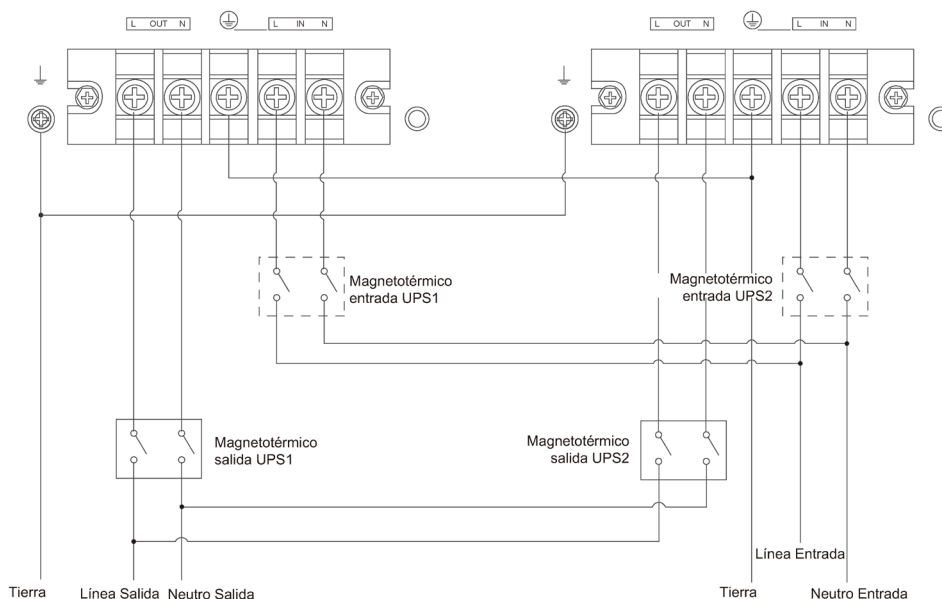 L OUT N
L IN N
L OUT N
L IN N
Magnetotérmico
entrada UPS1
Magnetotérmico
entrada UPS2
Magnetotérmico
salida UPS1
Magnetotérmico
salida UPS2
Línea Entrada
Tierra
Línea Salida
Neutro Salida
Tierra
Neutro Entrada